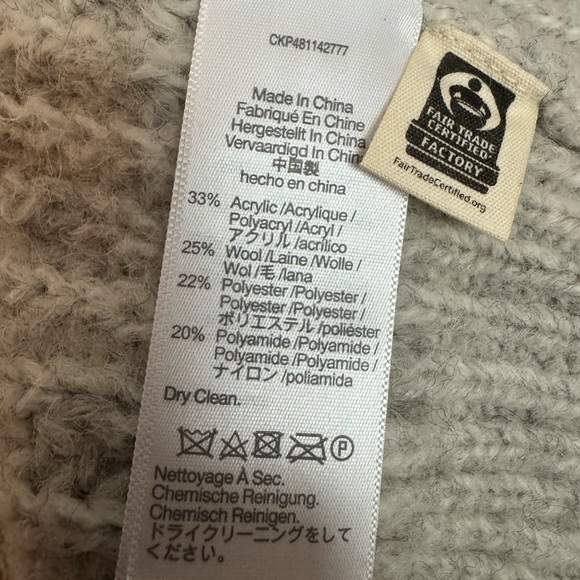 CKP481142777
Made In China
Fabriqué En Chine
Hergestellt In China
Vervaardigd In China
中国製
hecho en china
33% Acrylic /Acrylique /
Polyacryl /Acryl /
アクリル /acrílico
25% Wool /Laine /Wolle /
Wol /毛 /lana
22% Polyester /Polyester /
Polyester /Polyester /
ポリエステル /poliéster
20% Polyamide /Polyamide /
Polyamide /Polyamide /
ナイロン /poliamida
Dry Clean.
P
Nettoyage À Sec.
Chemische Reinigung.
Chemisch Reinigen.
ドライクリーニングをして
ください。
FAIR TRADE
CERTIFIED
FACTORY
FairTradeCertified.org